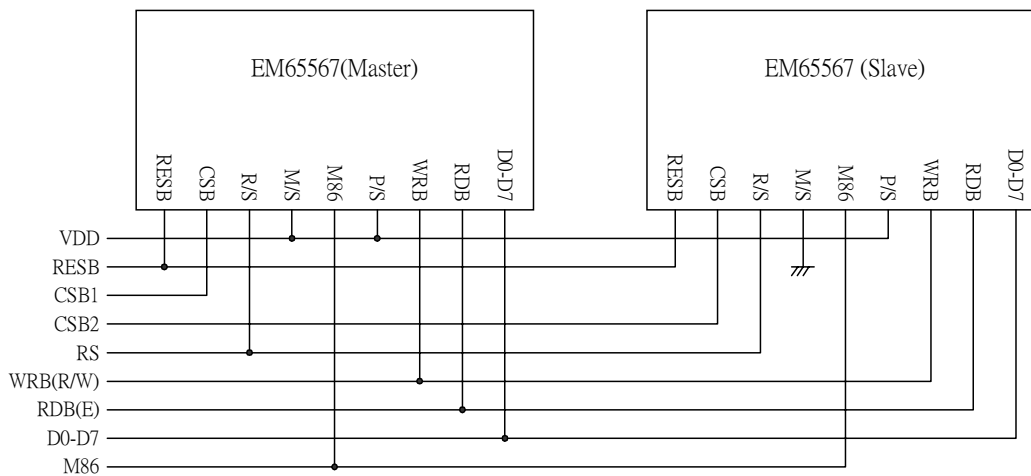 EM65567(Master)
EM65567 (Slave)
RESB
CSB
R/S
M/S
M86
P/S
WRB
RDB
D0-D7
RESB
CSB
R/S
M/S
M86
P/S
WRB
RDB
D0-D7
VDD
RESB
CSB1
CSB2
RS
WRB(R/W)
RDB(E)
D0-D7
M86